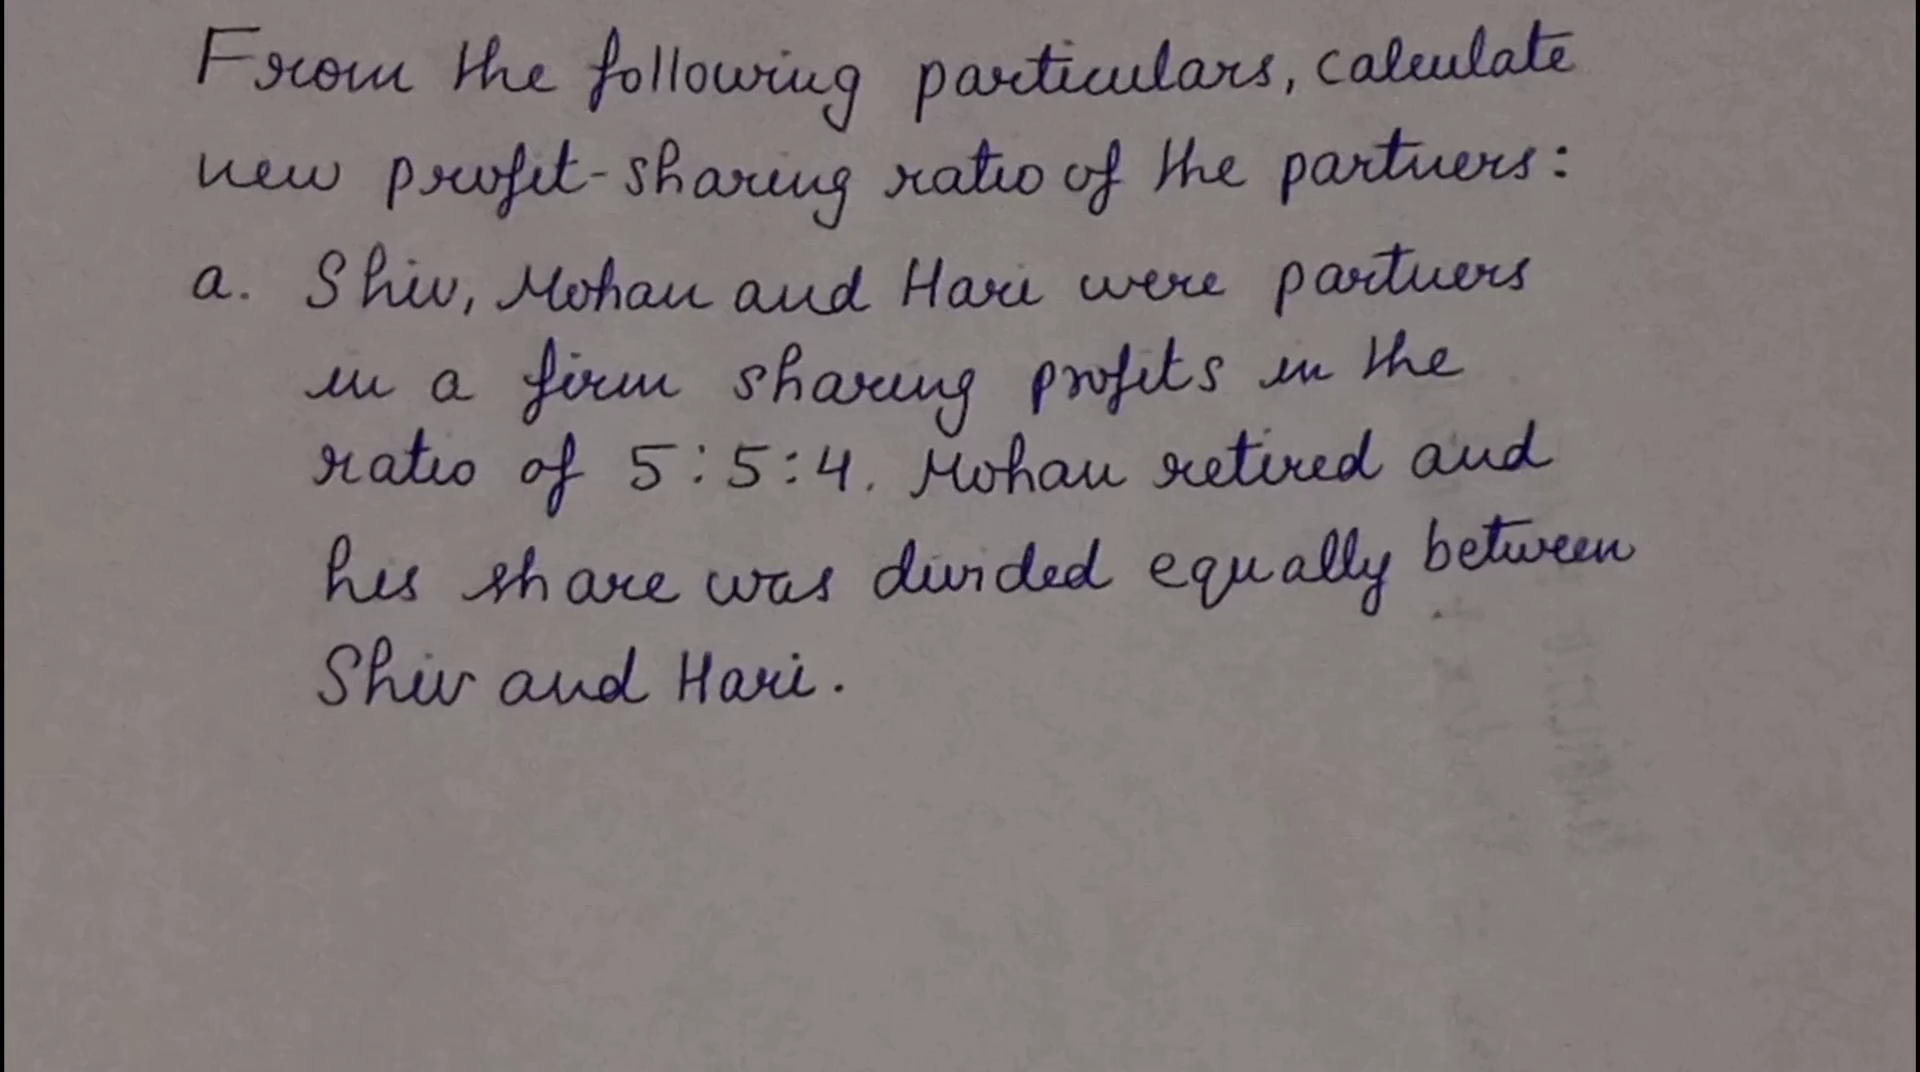 From the following particulars, calculate
new profit-sharing ratio of the partners:
a. Shiv, Mohan and Hari were partners
in a firm sharing profits in the
ratio of 5:5:4. Mohan retired and
his share was divided equally between
Shiv and Hari.